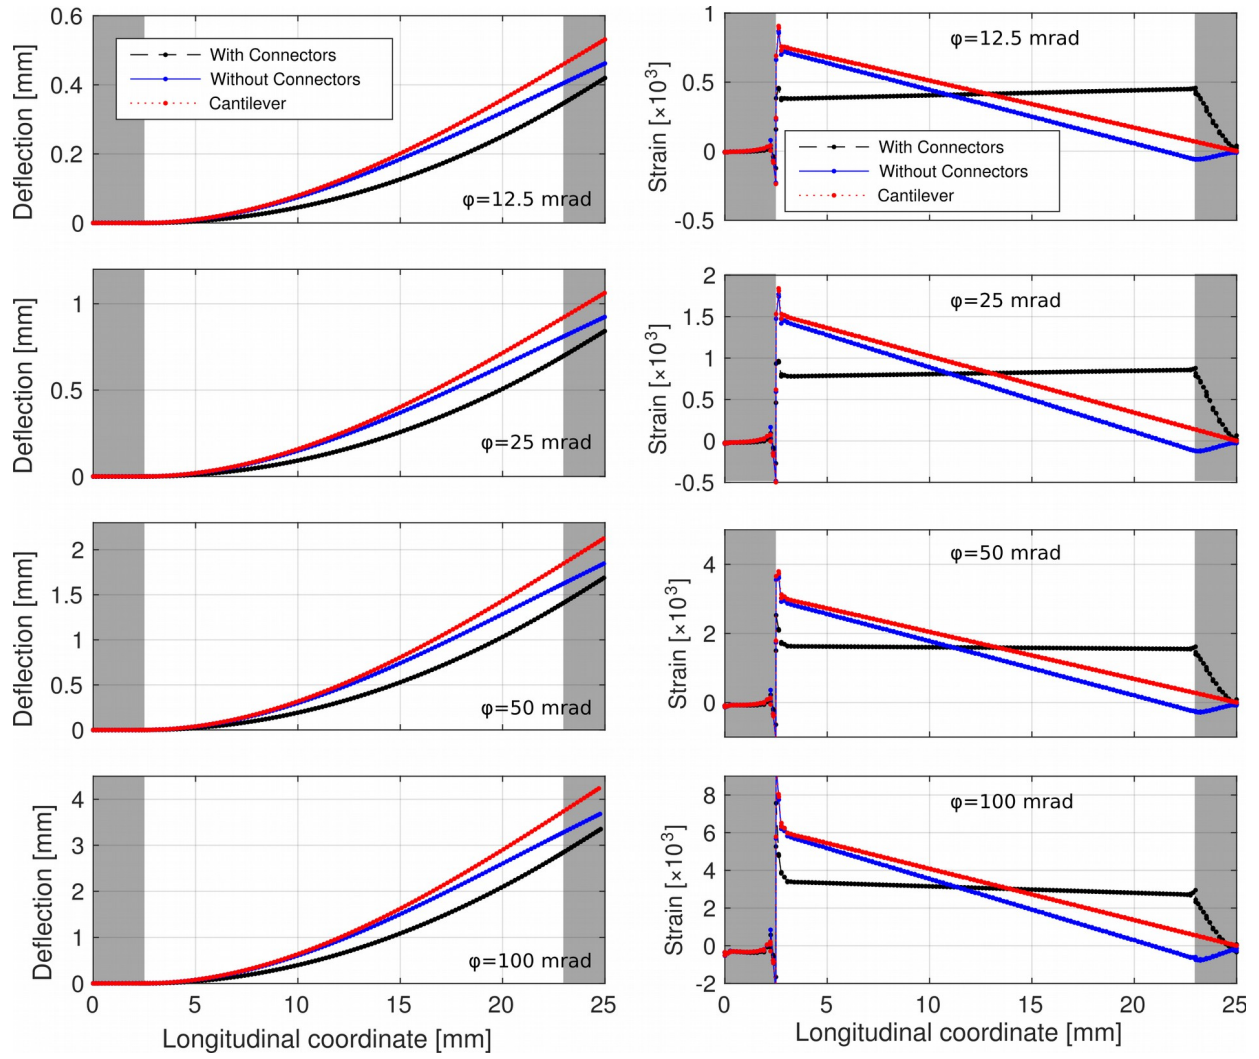 0.6
0.4
0.2
0
Deflection [mm]
With Connectors
Without Connectors
Cantilever
φ=12.5 mrad
1
0.5
0
-0.5
Strain [×10³]
φ=12.5 mrad
With Connectors
Without Connectors
Cantilever
1
0.5
0
Deflection [mm]
φ=25 mrad
2
1.5
1
0.5
0
-0.5
Strain [×10³]
φ=25 mrad
2
1.5
1
0.5
0
Deflection [mm]
φ=50 mrad
4
2
0
Strain [×10³]
φ=50 mrad
4
3
2
1
0
Deflection [mm]
φ=100 mrad
0 5 10 15 20 25
Longitudinal coordinate [mm]
8
6
4
2
0
-2
Strain [×10³]
φ=100 mrad
0 5 10 15 20 25
Longitudinal coordinate [mm]